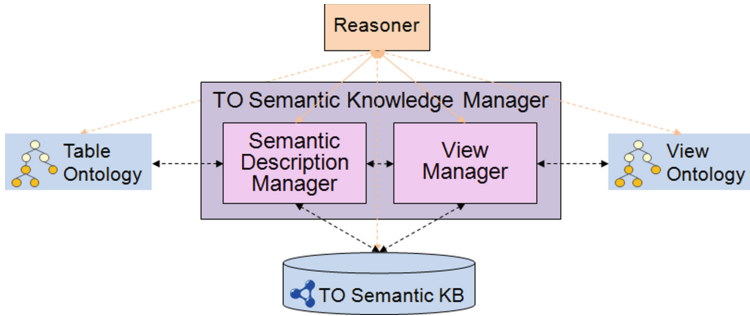 Reasoner
TO Semantic Knowledge Manager
Table
Ontology
Semantic
Description
Manager
View
Manager
View
Ontology
TO Semantic KB